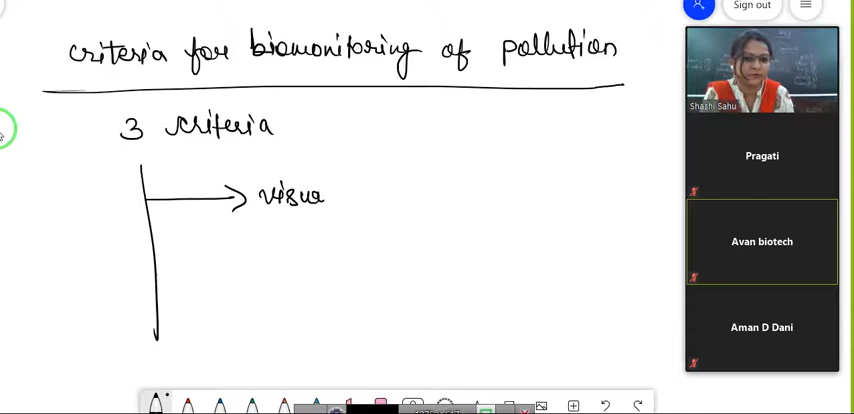 Sign out
criteria for biomonitoring of pollution
3 criteria
visua
Shashi Sahu
Pragati
Avan biotech
Aman D Dani